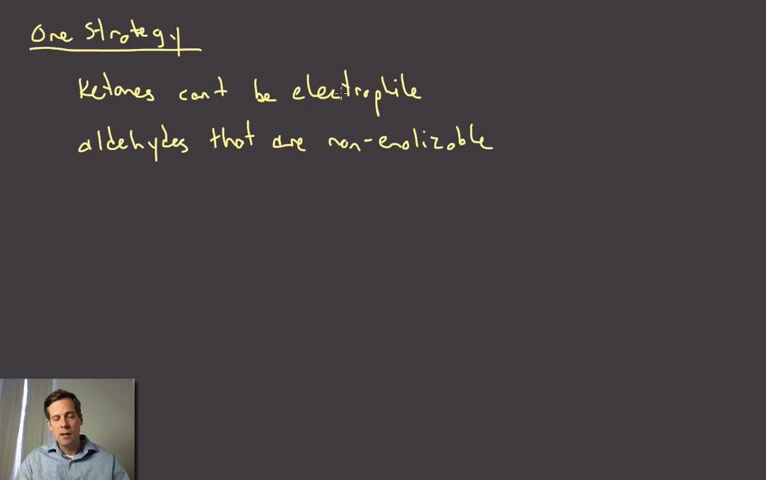 One Strategy
Ketones can't be electrophile
aldehydes that are non-enolizable